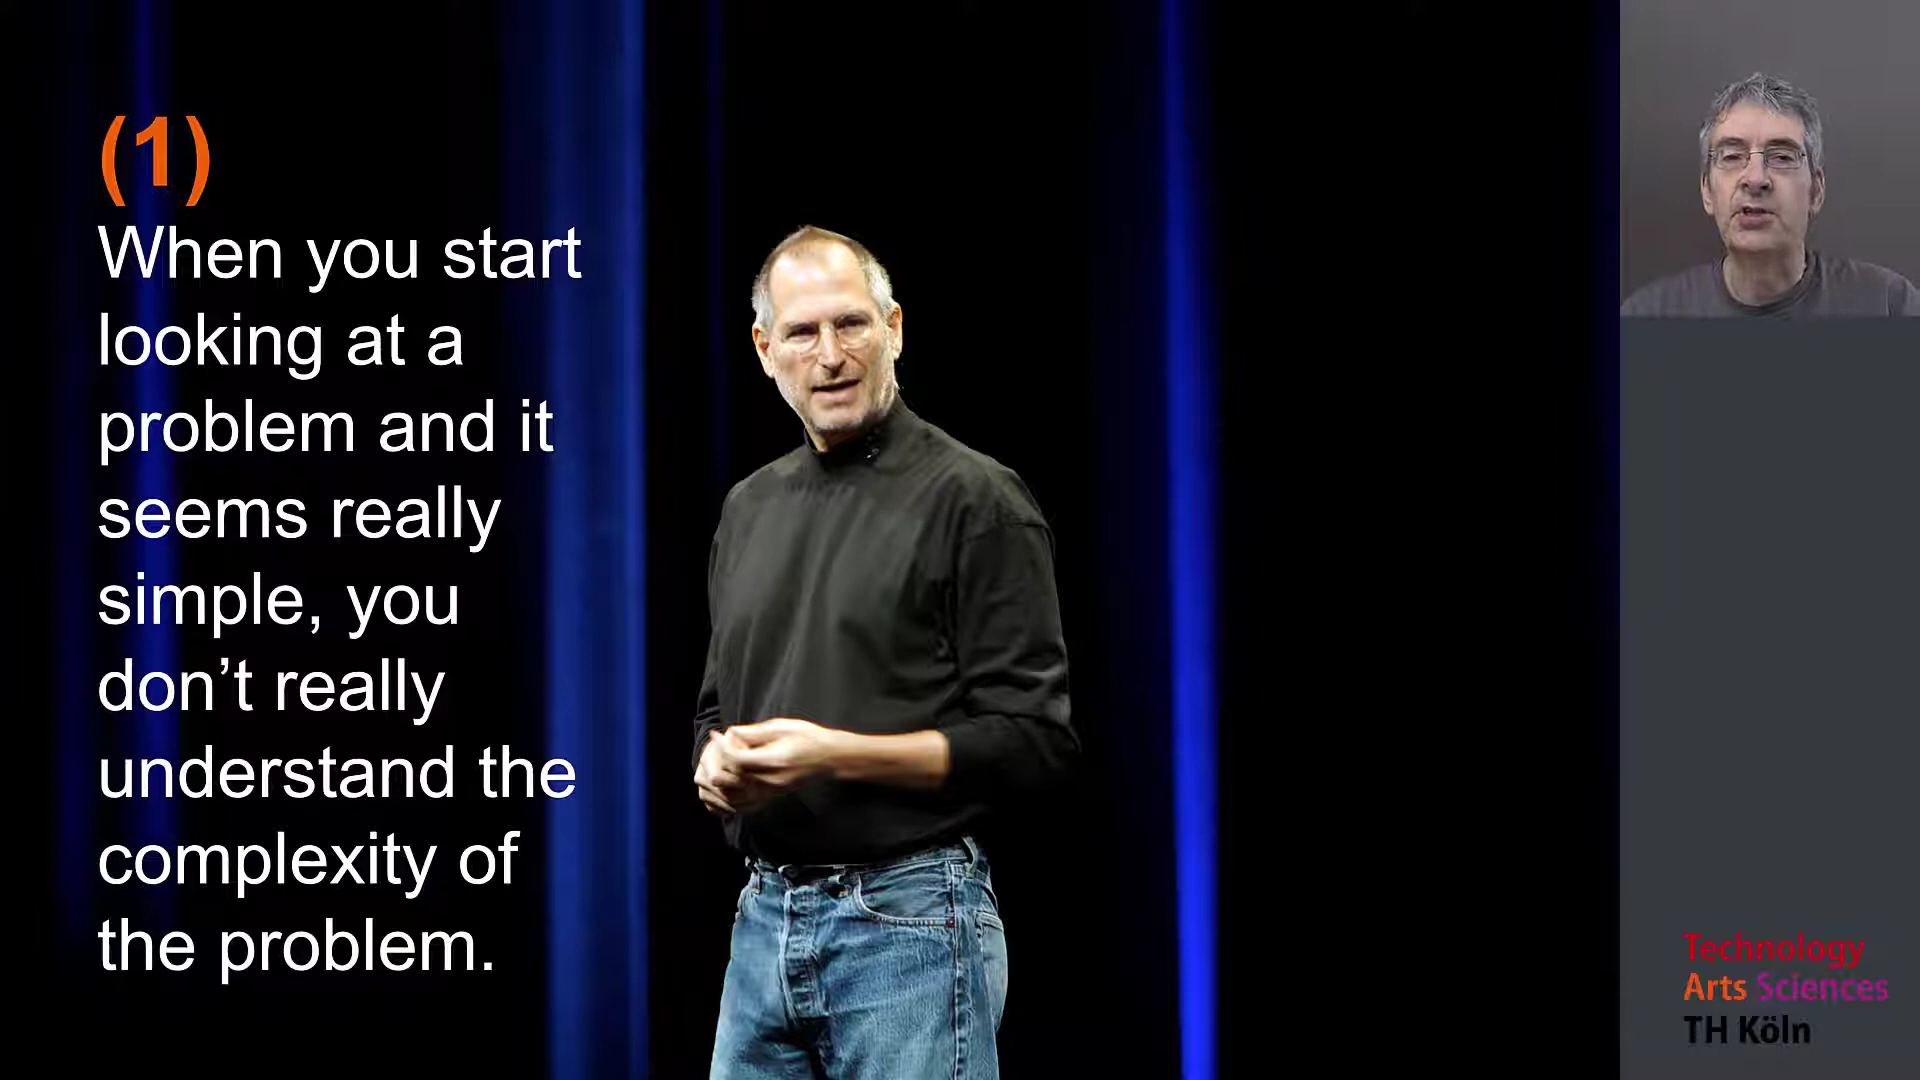 (1)
When you start
looking at a
problem and it
seems really
simple, you
don’t really
understand the
complexity of
the problem.
Technology
Arts Sciences
TH Köln